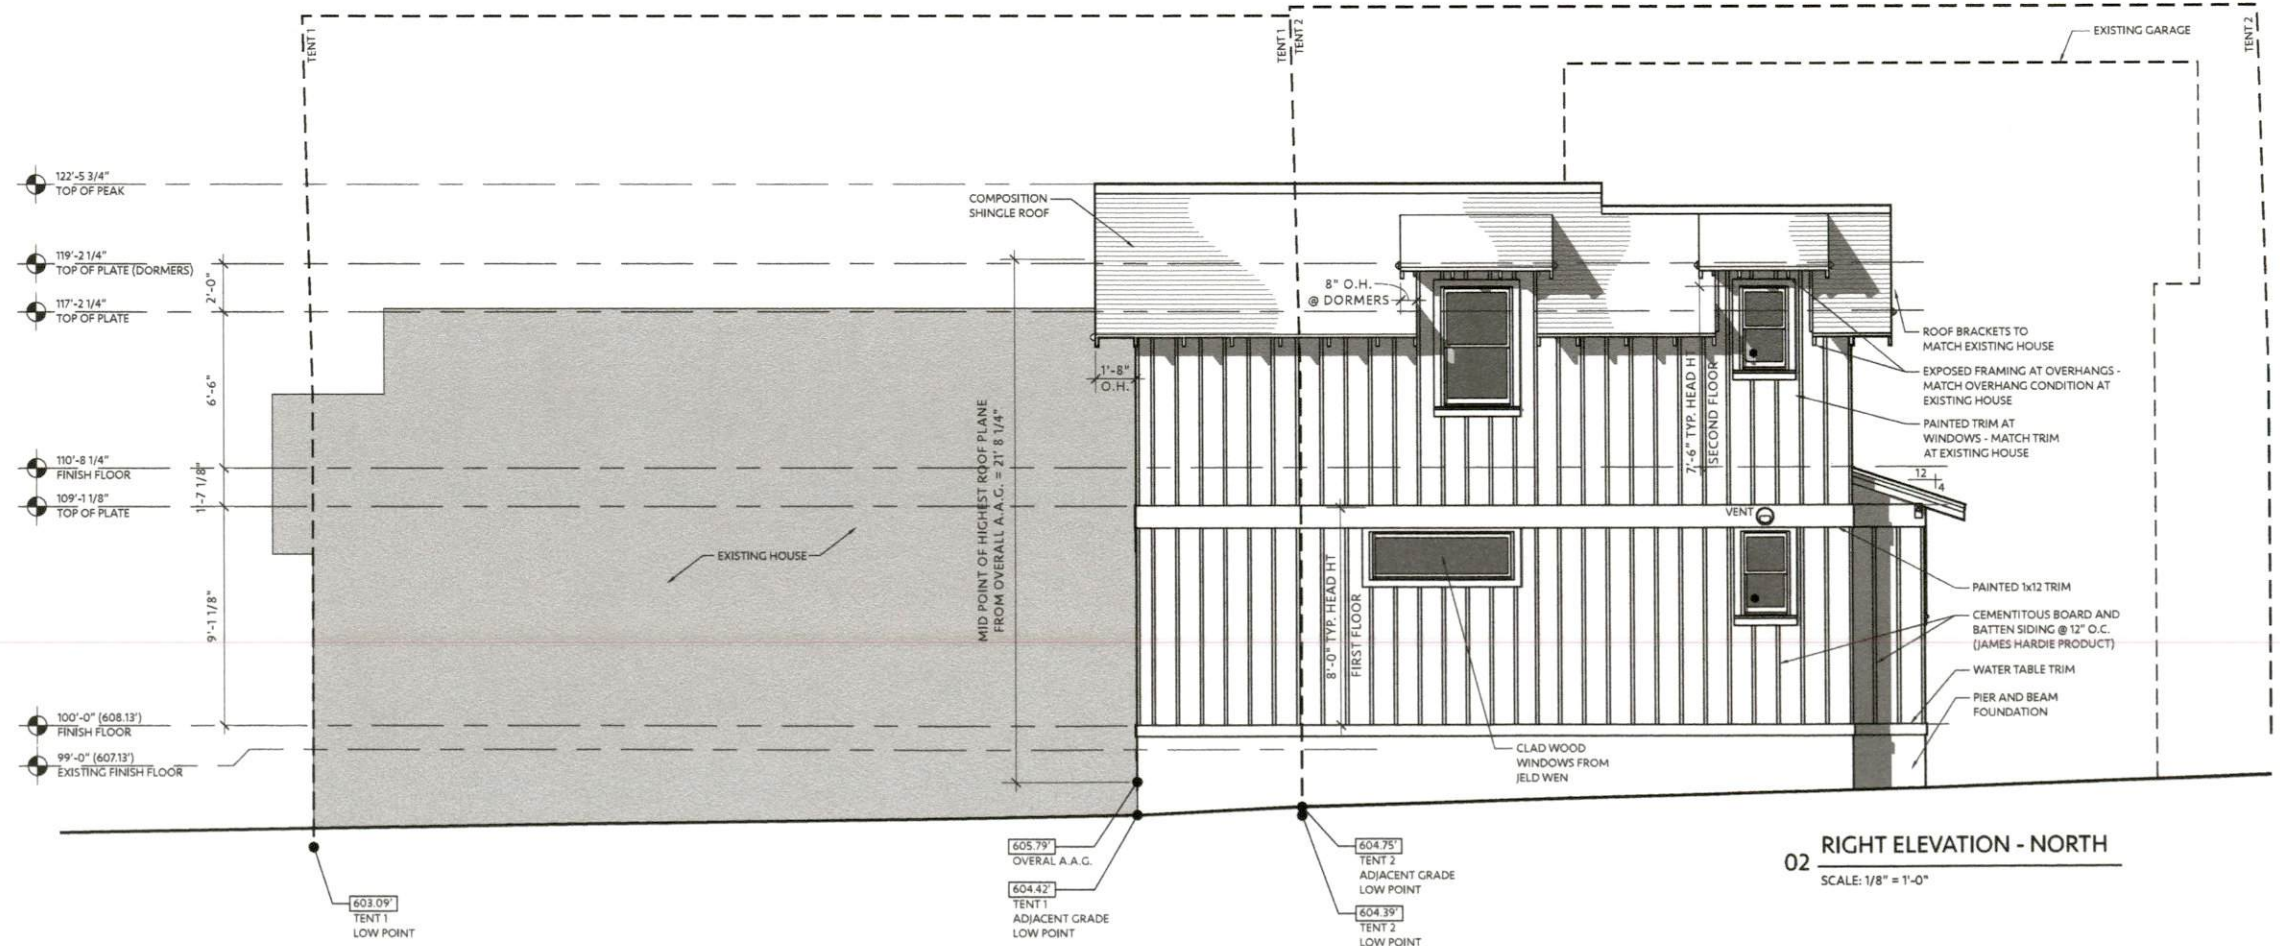 TENT 1
TENT 1
TENT 2
TENT 2
EXISTING GARAGE
122'-5 3/4"
TOP OF PEAK
119'-2 1/4"
TOP OF PLATE (DORMERS)
117'-2 1/4"
TOP OF PLATE
110'-8 1/4"
FINISH FLOOR
109'-1 1/8"
TOP OF PLATE
100'-0" (608.13')
FINISH FLOOR
99'-0" (607.13')
EXISTING FINISH FLOOR
2'-0"
6'-6"
1'-7 1/8"
9'-1 1/8"
EXISTING HOUSE
COMPOSITION
SHINGLE ROOF
1'-8"
O.H.
MID POINT OF HIGHEST ROOF PLANE
FROM OVERALL A.A.G. = 21' 8 1/4"
8" O.H.
@ DORMERS
7'-6" TYP. HEAD HT
SECOND FLOOR
8'-0" TYP. HEAD HT
FIRST FLOOR
VENT
12
4
ROOF BRACKETS TO
MATCH EXISTING HOUSE
EXPOSED FRAMING AT OVERHANGS -
MATCH OVERHANG CONDITION AT
EXISTING HOUSE
PAINTED TRIM AT
WINDOWS - MATCH TRIM
AT EXISTING HOUSE
PAINTED 1x12 TRIM
CEMENTITOUS BOARD AND
BATTEN SIDING @ 12" O.C.
(JAMES HARDIE PRODUCT)
WATER TABLE TRIM
PIER AND BEAM
FOUNDATION
CLAD WOOD
WINDOWS FROM
JELD WEN
603.09'
TENT 1
LOW POINT
605.79'
OVERAL A.A.G.
604.42'
TENT 1
ADJACENT GRADE
LOW POINT
604.75'
TENT 2
ADJACENT GRADE
LOW POINT
604.39'
TENT 2
LOW POINT
02 RIGHT ELEVATION - NORTH
SCALE: 1/8" = 1'-0"